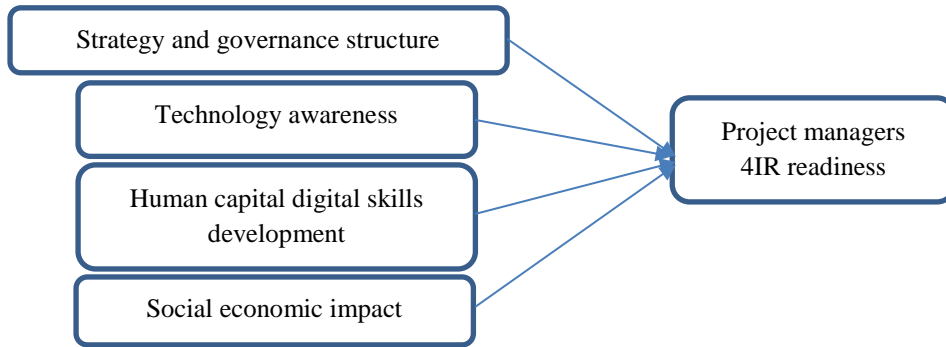 Strategy and governance structure
Technology awareness
Human capital digital skills
development
Social economic impact
Project managers
4IR readiness